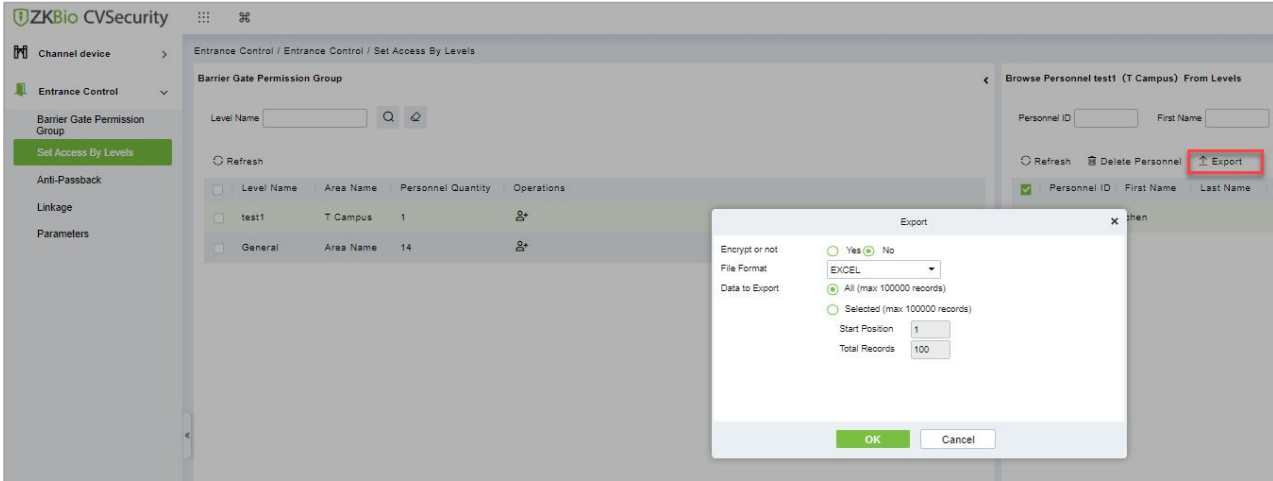 ZKBio CVSecurity
Channel device
Entrance Control
Barrier Gate Permission
Group
Set Access By Levels
Anti-Passback
Linkage
Parameters
Entrance Control / Entrance Control / Set Access By Levels
Barrier Gate Permission Group
Level Name
Refresh
Level Name Area Name Personnel Quantity Operations
test1 T Campus 1
General Area Name 14
Browse Personnel test1 (T Campus) From Levels
Personnel ID First Name
Refresh Delete Personnel Export
Personnel ID First Name Last Name
chen
Export
Encrypt or not Yes No
File Format EXCEL
Data to Export All (max 100000 records)
Selected (max 100000 records)
Start Position 1
Total Records 100
OK Cancel